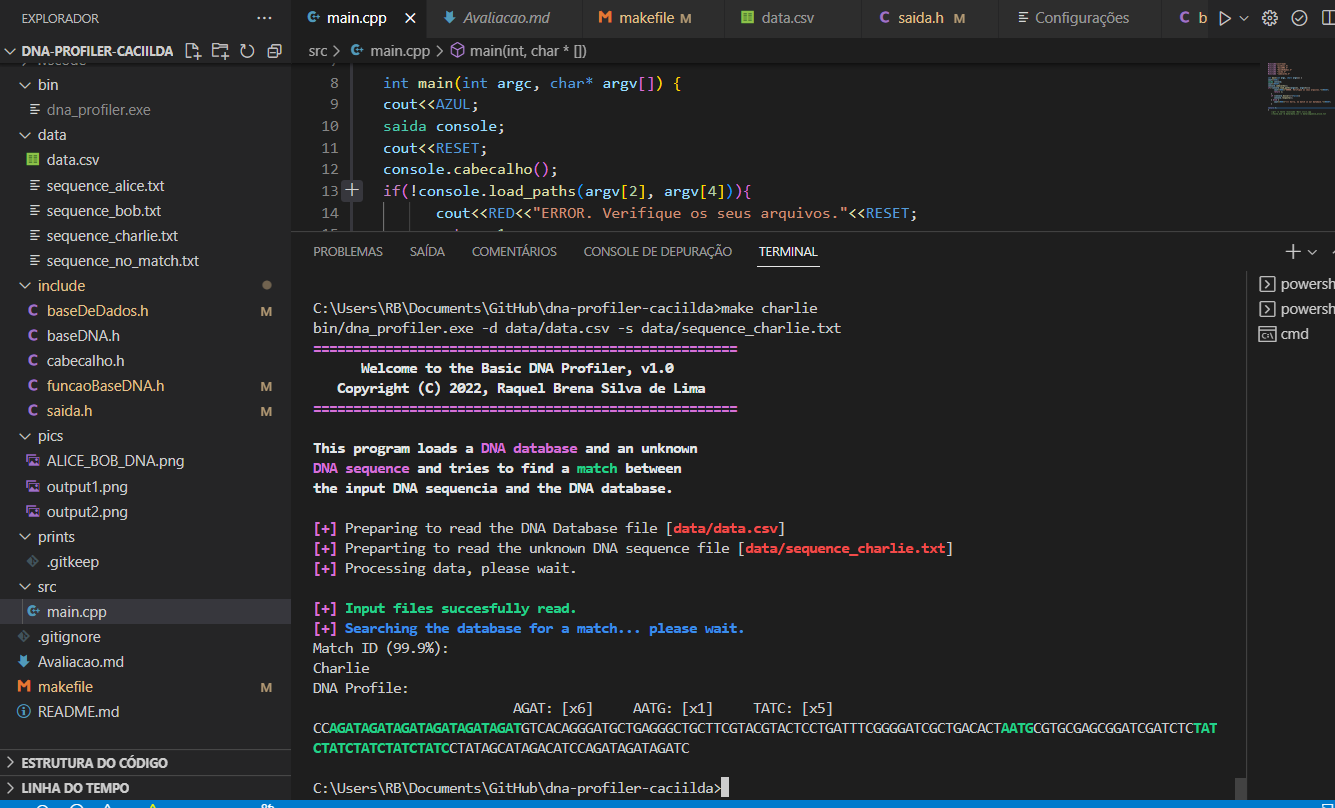 EXPLORADOR
DNA-PROFILER-CACIILDA
bin
dna_profiler.exe
data
data.csv
sequence_alice.txt
sequence_bob.txt
sequence_charlie.txt
sequence_no_match.txt
include
baseDeDados.h M
baseDNA.h
cabecalho.h
funcaoBaseDNA.h M
saida.h M
pics
ALICE_BOB_DNA.png
output1.png
output2.png
prints
.gitkeep
src
main.cpp
.gitignore
Avaliacao.md
makefile M
README.md
ESTRUTURA DO CÓDIGO
LINHA DO TEMPO
main.cpp Avaliacao.md makefile M data.csv saida.h M Configurações b
src > main.cpp > main(int, char * [])
8 int main(int argc, char* argv[]) {
9 cout<<AZUL;
10 saida console;
11 cout<<RESET;
12 console.cabecalho();
13 if(!console.load_paths(argv[2], argv[4])){
14 cout<<RED<<"ERROR. Verifique os seus arquivos."<<RESET;
PROBLEMAS SAÍDA COMENTÁRIOS CONSOLE DE DEPURAÇÃO TERMINAL
C:\Users\RB\Documents\GitHub\dna-profiler-caciilda>make charlie
bin/dna_profiler.exe -d data/data.csv -s data/sequence_charlie.txt
=====================================================
Welcome to the Basic DNA Profiler, v1.0
Copyright (C) 2022, Raquel Brena Silva de Lima
=====================================================
This program loads a DNA database and an unknown
DNA sequence and tries to find a match between
the input DNA sequencia and the DNA database.
[+] Preparing to read the DNA Database file [data/data.csv]
[+] Preparting to read the unknown DNA sequence file [data/sequence_charlie.txt]
[+] Processing data, please wait.
[+] Input files succesfully read.
[+] Searching the database for a match... please wait.
Match ID (99.9%):
Charlie
DNA Profile:
AGAT: [x6] AATG: [x1] TATC: [x5]
CCAGATAGATAGATAGATAGATAGATGTCACAGGGATGCTGAGGGCTGCTTCGTACGTACTCCTGATTTCGGGGATCGCTGACACTAATGCGTGCGAGCGGATCGATCTCTAT
CTATCTATCTATCTATCCTATAGCATAGACATCCAGATAGATAGATC
C:\Users\RB\Documents\GitHub\dna-profiler-caciilda>
powersh
powersh
cmd